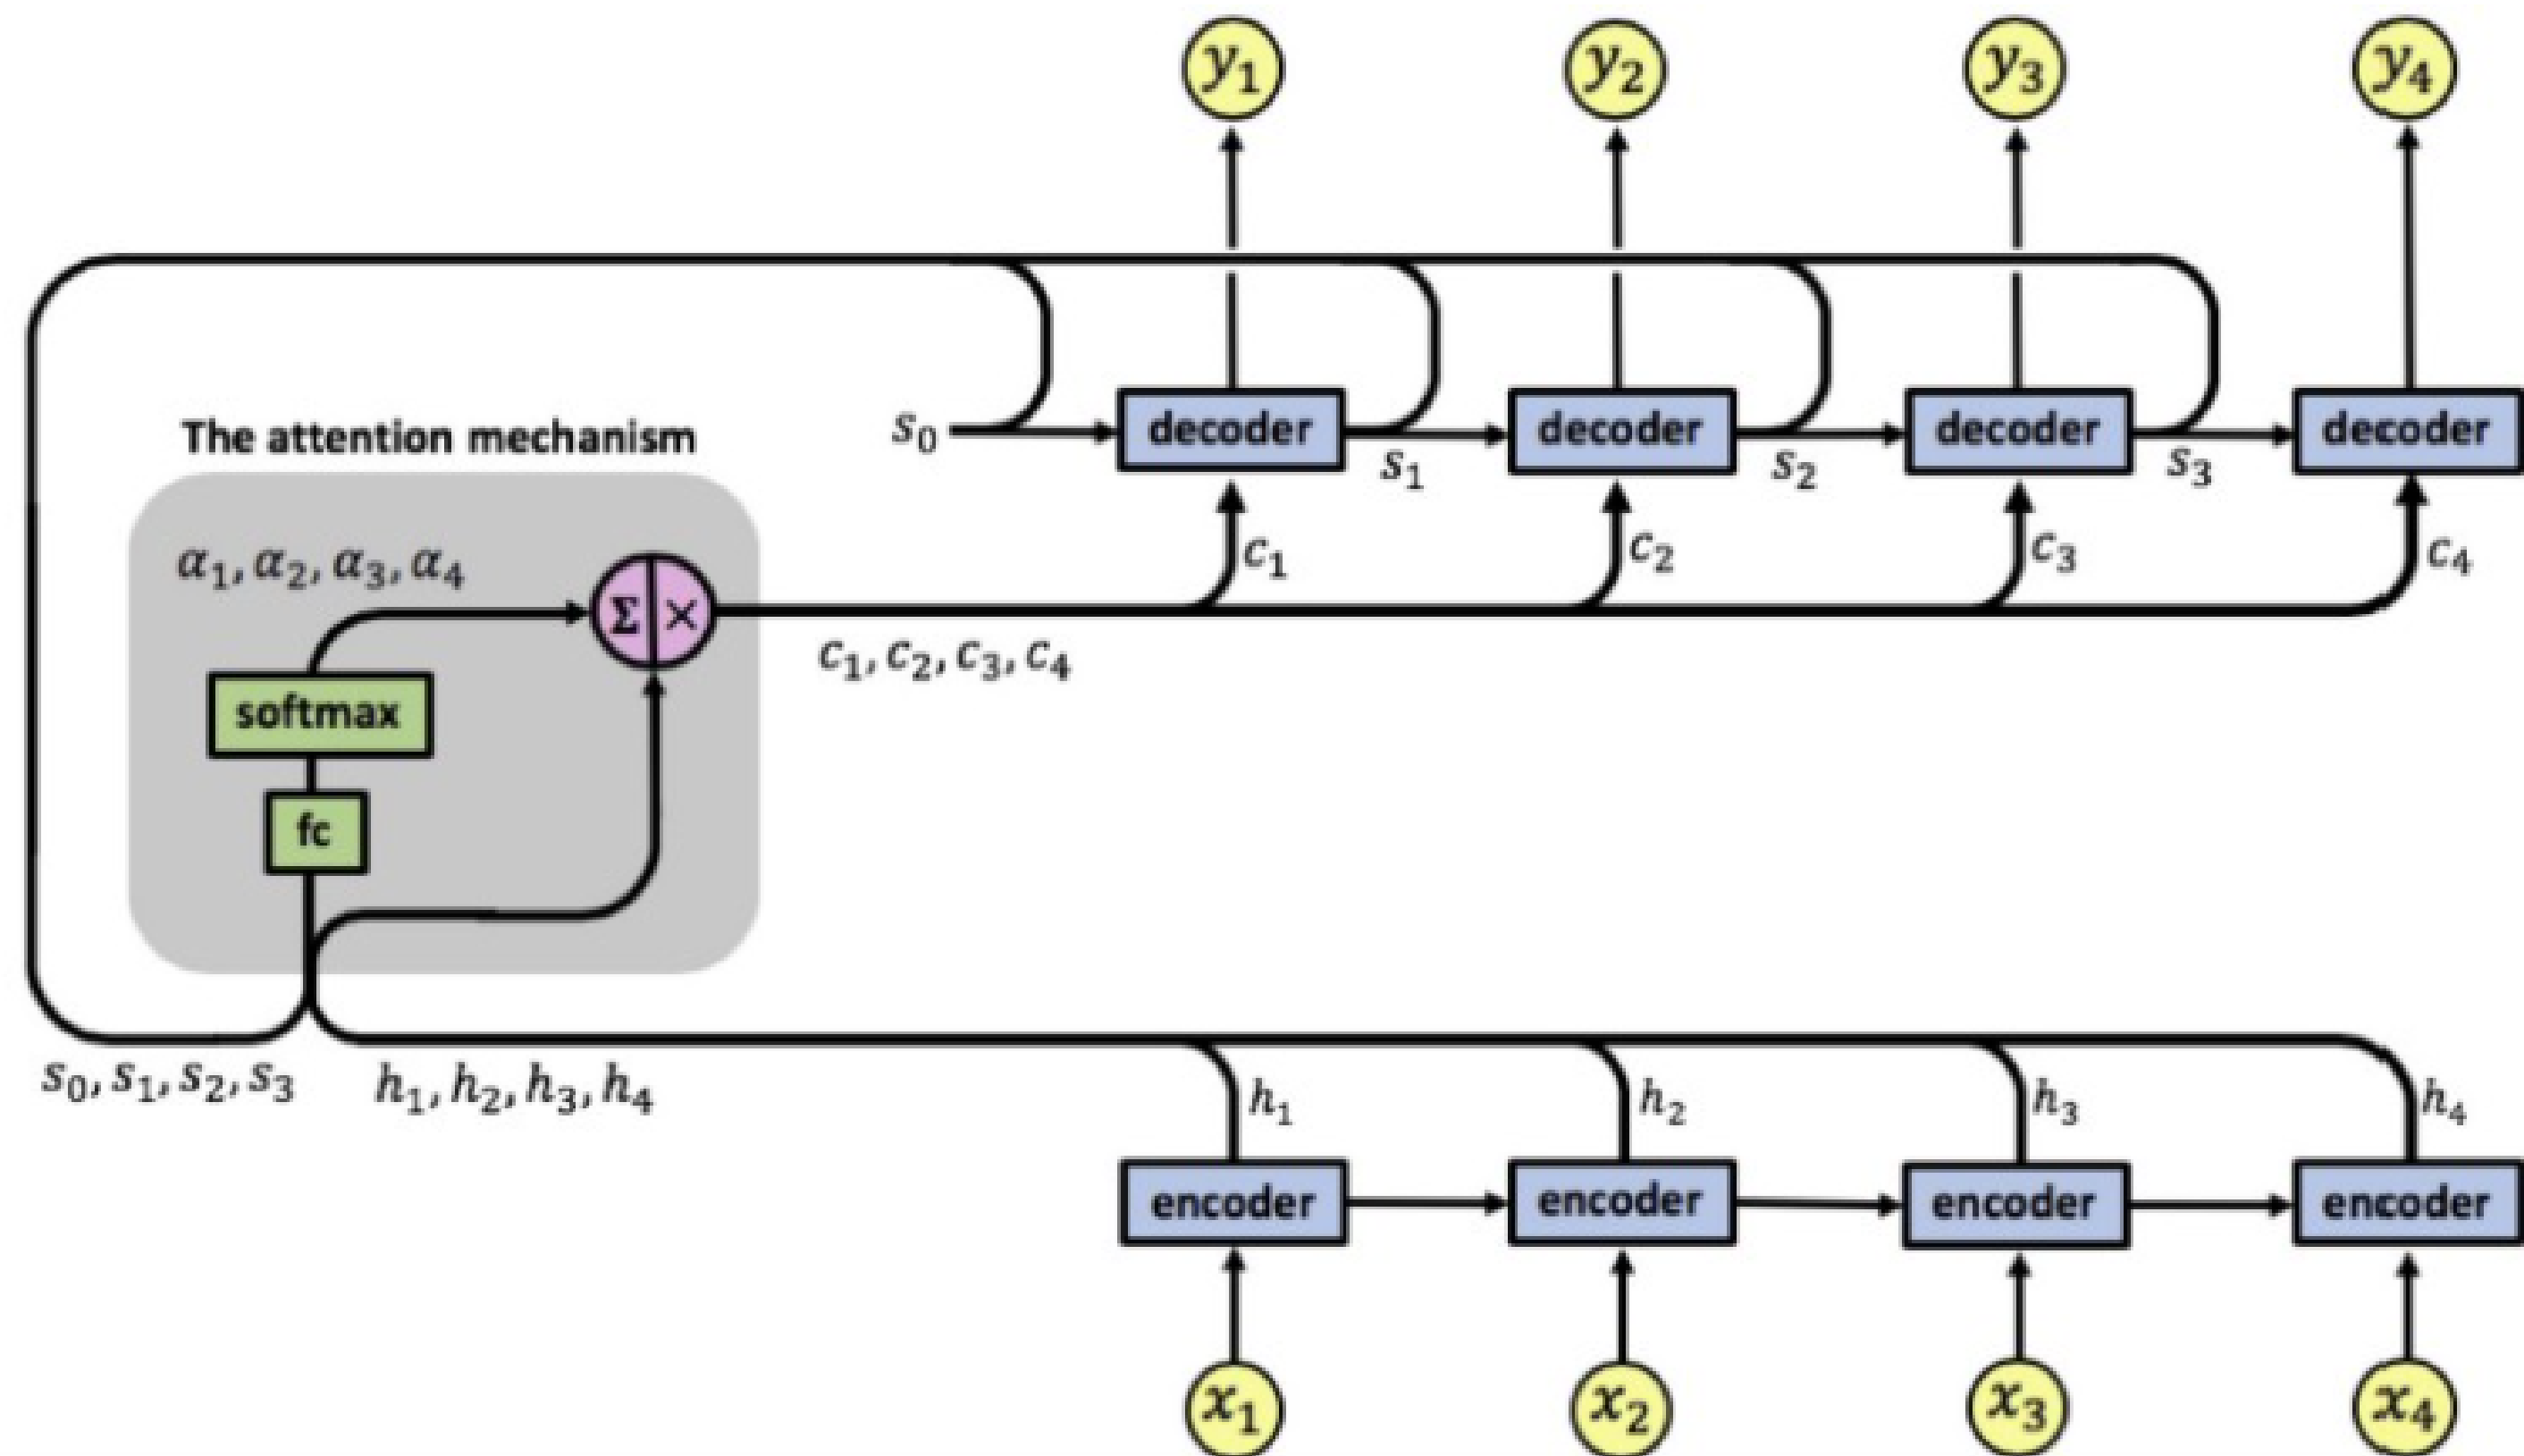 y₁ y₂ y₃ y₄
The attention mechanism
s₀ decoder decoder decoder decoder
s₁ s₂ s₃
α₁, α₂, α₃, α₄
c₁ c₂ c₃ c₄
Σ ×
c₁, c₂, c₃, c₄
softmax
fc
s₀, s₁, s₂, s₃ h₁, h₂, h₃, h₄
h₁ h₂ h₃ h₄
encoder encoder encoder encoder
x₁ x₂ x₃ x₄